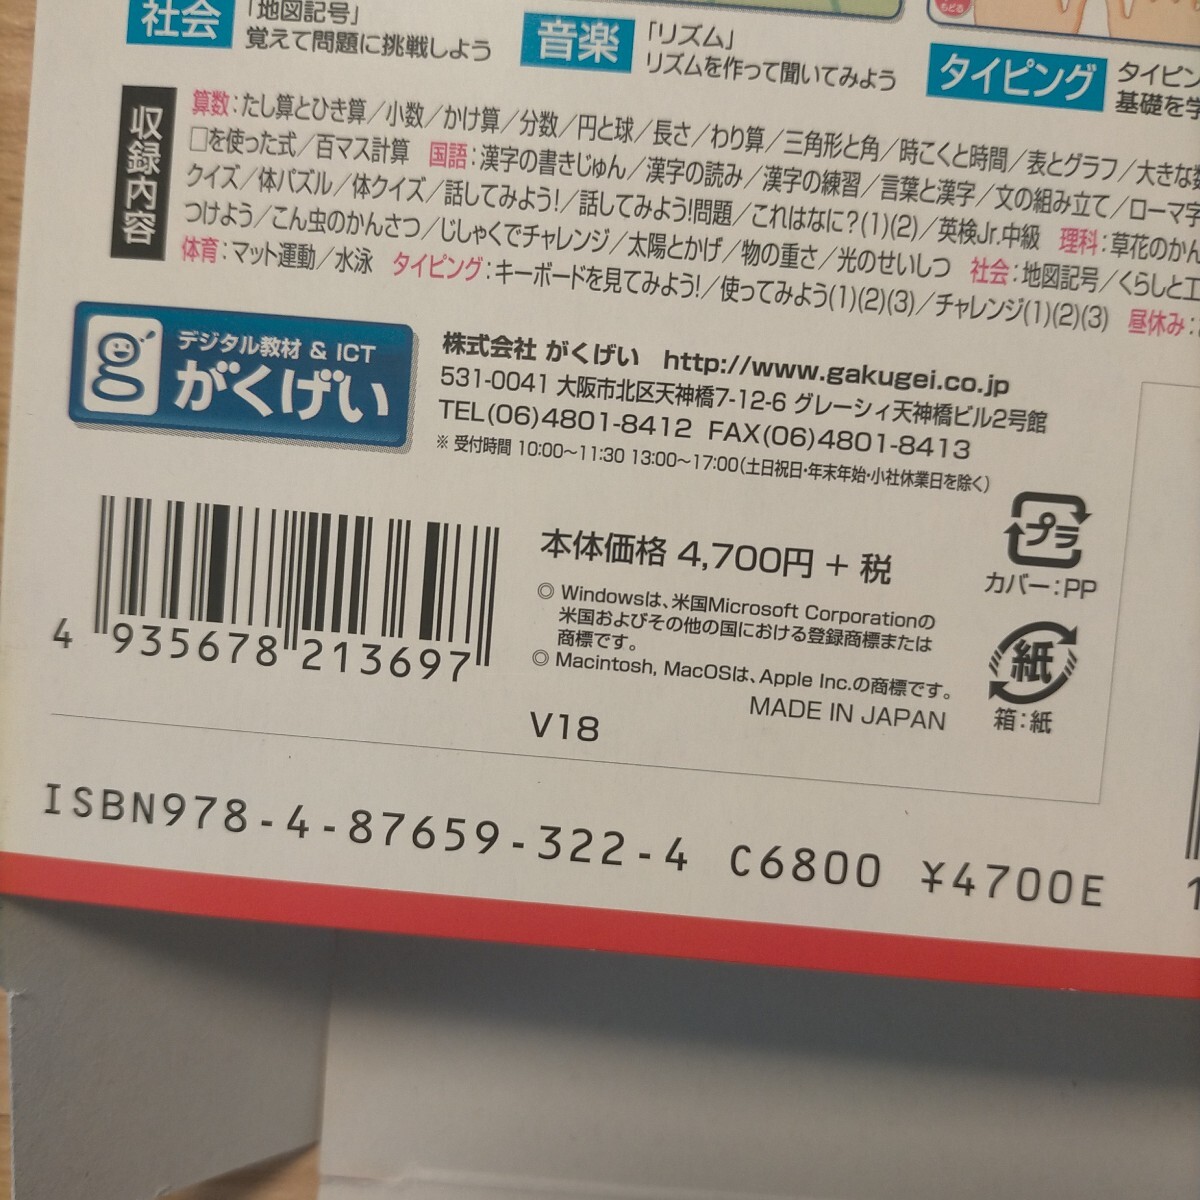 社会
「地図記号」
覚えて問題に挑戦しよう
音楽
「リズム」
リズムを作って聞いてみよう
タイピング
タイピン
基礎を学
もどる
収録内容
算数：たし算とひき算／小数／かけ算／分数／円と球／長さ／わり算／三角形と角／時こくと時間／表とグラフ／大きな数
□を使った式／百マス計算 国語：漢字の書きじゅん／漢字の読み／漢字の練習／言葉と漢字／文の組み立て／ローマ字
クイズ／体パズル／体クイズ／話してみよう!／話してみよう!問題／これはなに?(1)(2)／英検Jr.中級 理科：草花のかん
つけよう／こん虫のかんさつ／じしゃくでチャレンジ／太陽とかげ／物の重さ／光のせいしつ 社会：地図記号／くらしと工
体育：マット運動／水泳 タイピング：キーボードを見てみよう!／使ってみよう(1)(2)(3)／チャレンジ(1)(2)(3) 昼休み：
デジタル教材 & ICT
がくげい
株式会社 がくげい http://www.gakugei.co.jp
531-0041 大阪市北区天神橋7-12-6 グレーシィ天神橋ビル2号館
TEL(06)4801-8412 FAX(06)4801-8413
※ 受付時間 10:00〜11:30 13:00〜17:00(土日祝日・年末年始・小社休業日を除く)
4 935678 213697
本体価格 4,700円 + 税
◎ Windowsは、米国Microsoft Corporationの
米国およびその他の国における登録商標または
商標です。
◎ Macintosh, MacOSは、Apple Inc.の商標です。
MADE IN JAPAN
V18
プラ
カバー：PP
紙
箱：紙
ISBN978-4-87659-322-4 C6800 ¥4700E
1